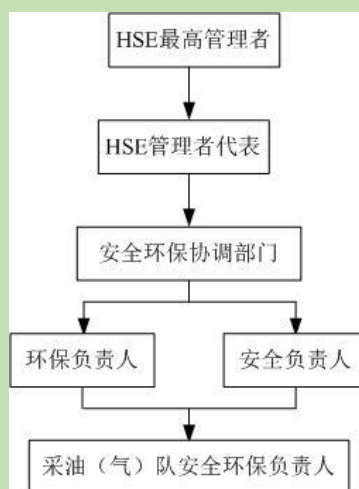 HSE最高管理者
HSE管理者代表
安全环保协调部门
环保负责人
安全负责人
采油（气）队安全环保负责人